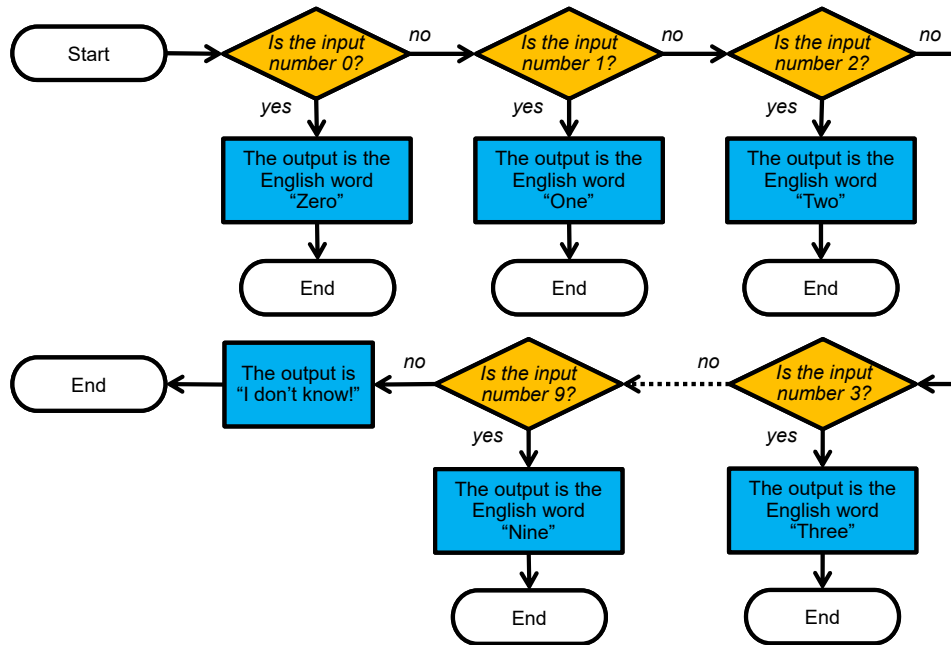 Start
Is the input
number 0?
no
Is the input
number 1?
no
Is the input
number 2?
no
yes
yes
yes
The output is the
English word
“Zero”
The output is the
English word
“One”
The output is the
English word
“Two”
End
End
End
End
The output is
“I don’t know!”
no
Is the input
number 9?
no
Is the input
number 3?
yes
yes
The output is the
English word
“Nine”
The output is the
English word
“Three”
End
End